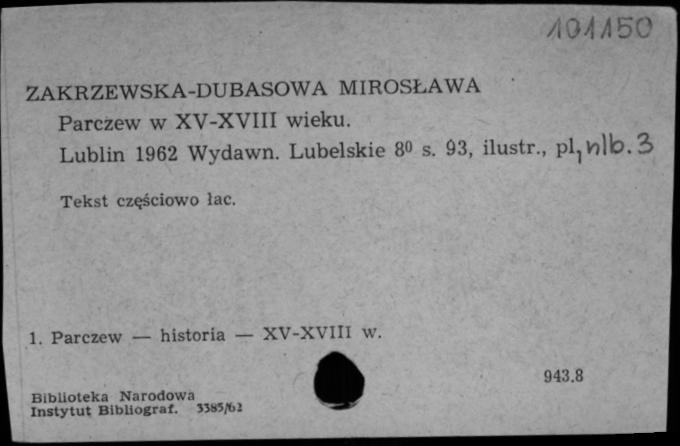 101150
ZAKRZEWSKA-DUBASOWA MIROSŁAWA
Parczew w XV-XVIII wieku.
Lublin 1962 Wydawn. Lubelskie 8⁰ s. 93, ilustr., pl, nlb. 3
Tekst częściowo łac.
1. Parczew — historia — XV-XVIII w.
943.8
Biblioteka Narodowa
Instytut Bibliograf. 3385/62